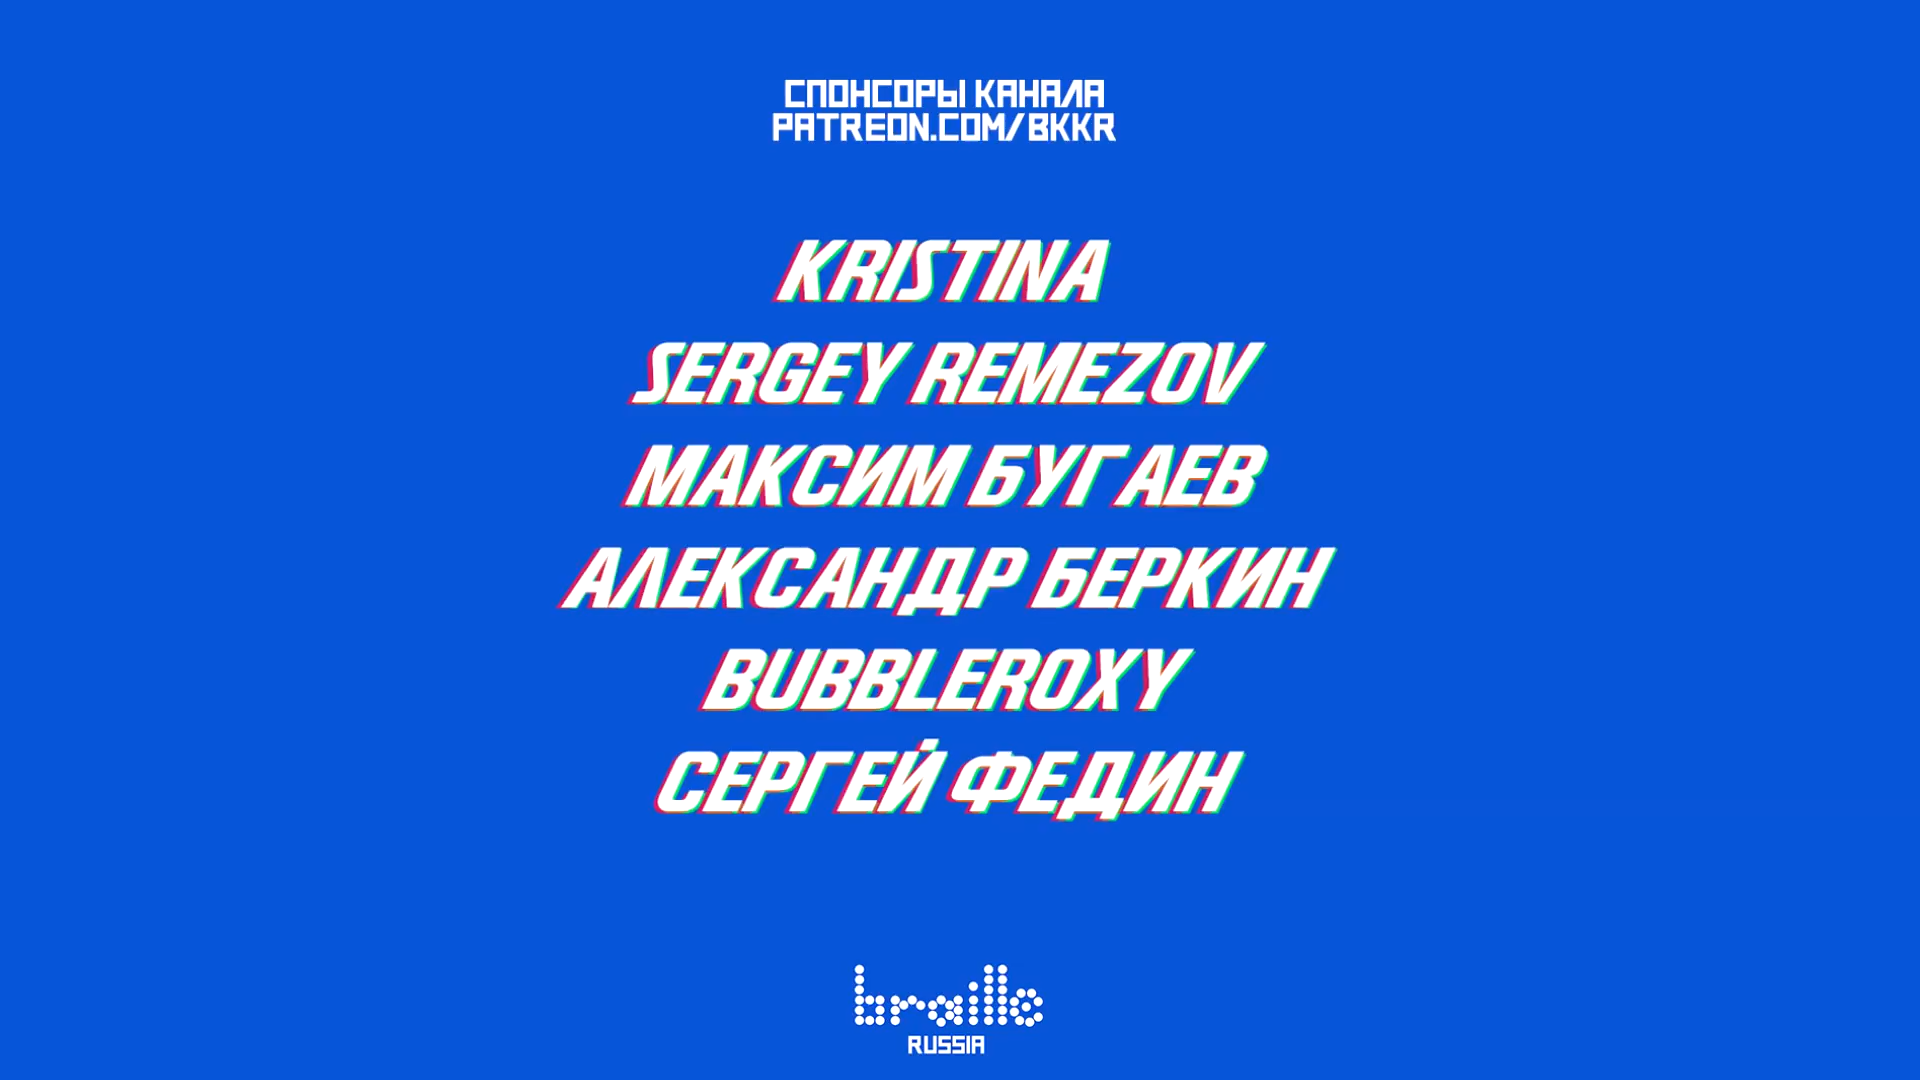 СПОНСОРЫ КАНАЛА
PATREON.COM/BKKR
KRISTINA
SERGEY REMEZOV
МАКСИМ БУГАЕВ
АЛЕКСАНДР БЕРКИН
BUBBLEROXY
СЕРГЕЙ ФЕДИН
braille
RUSSIA